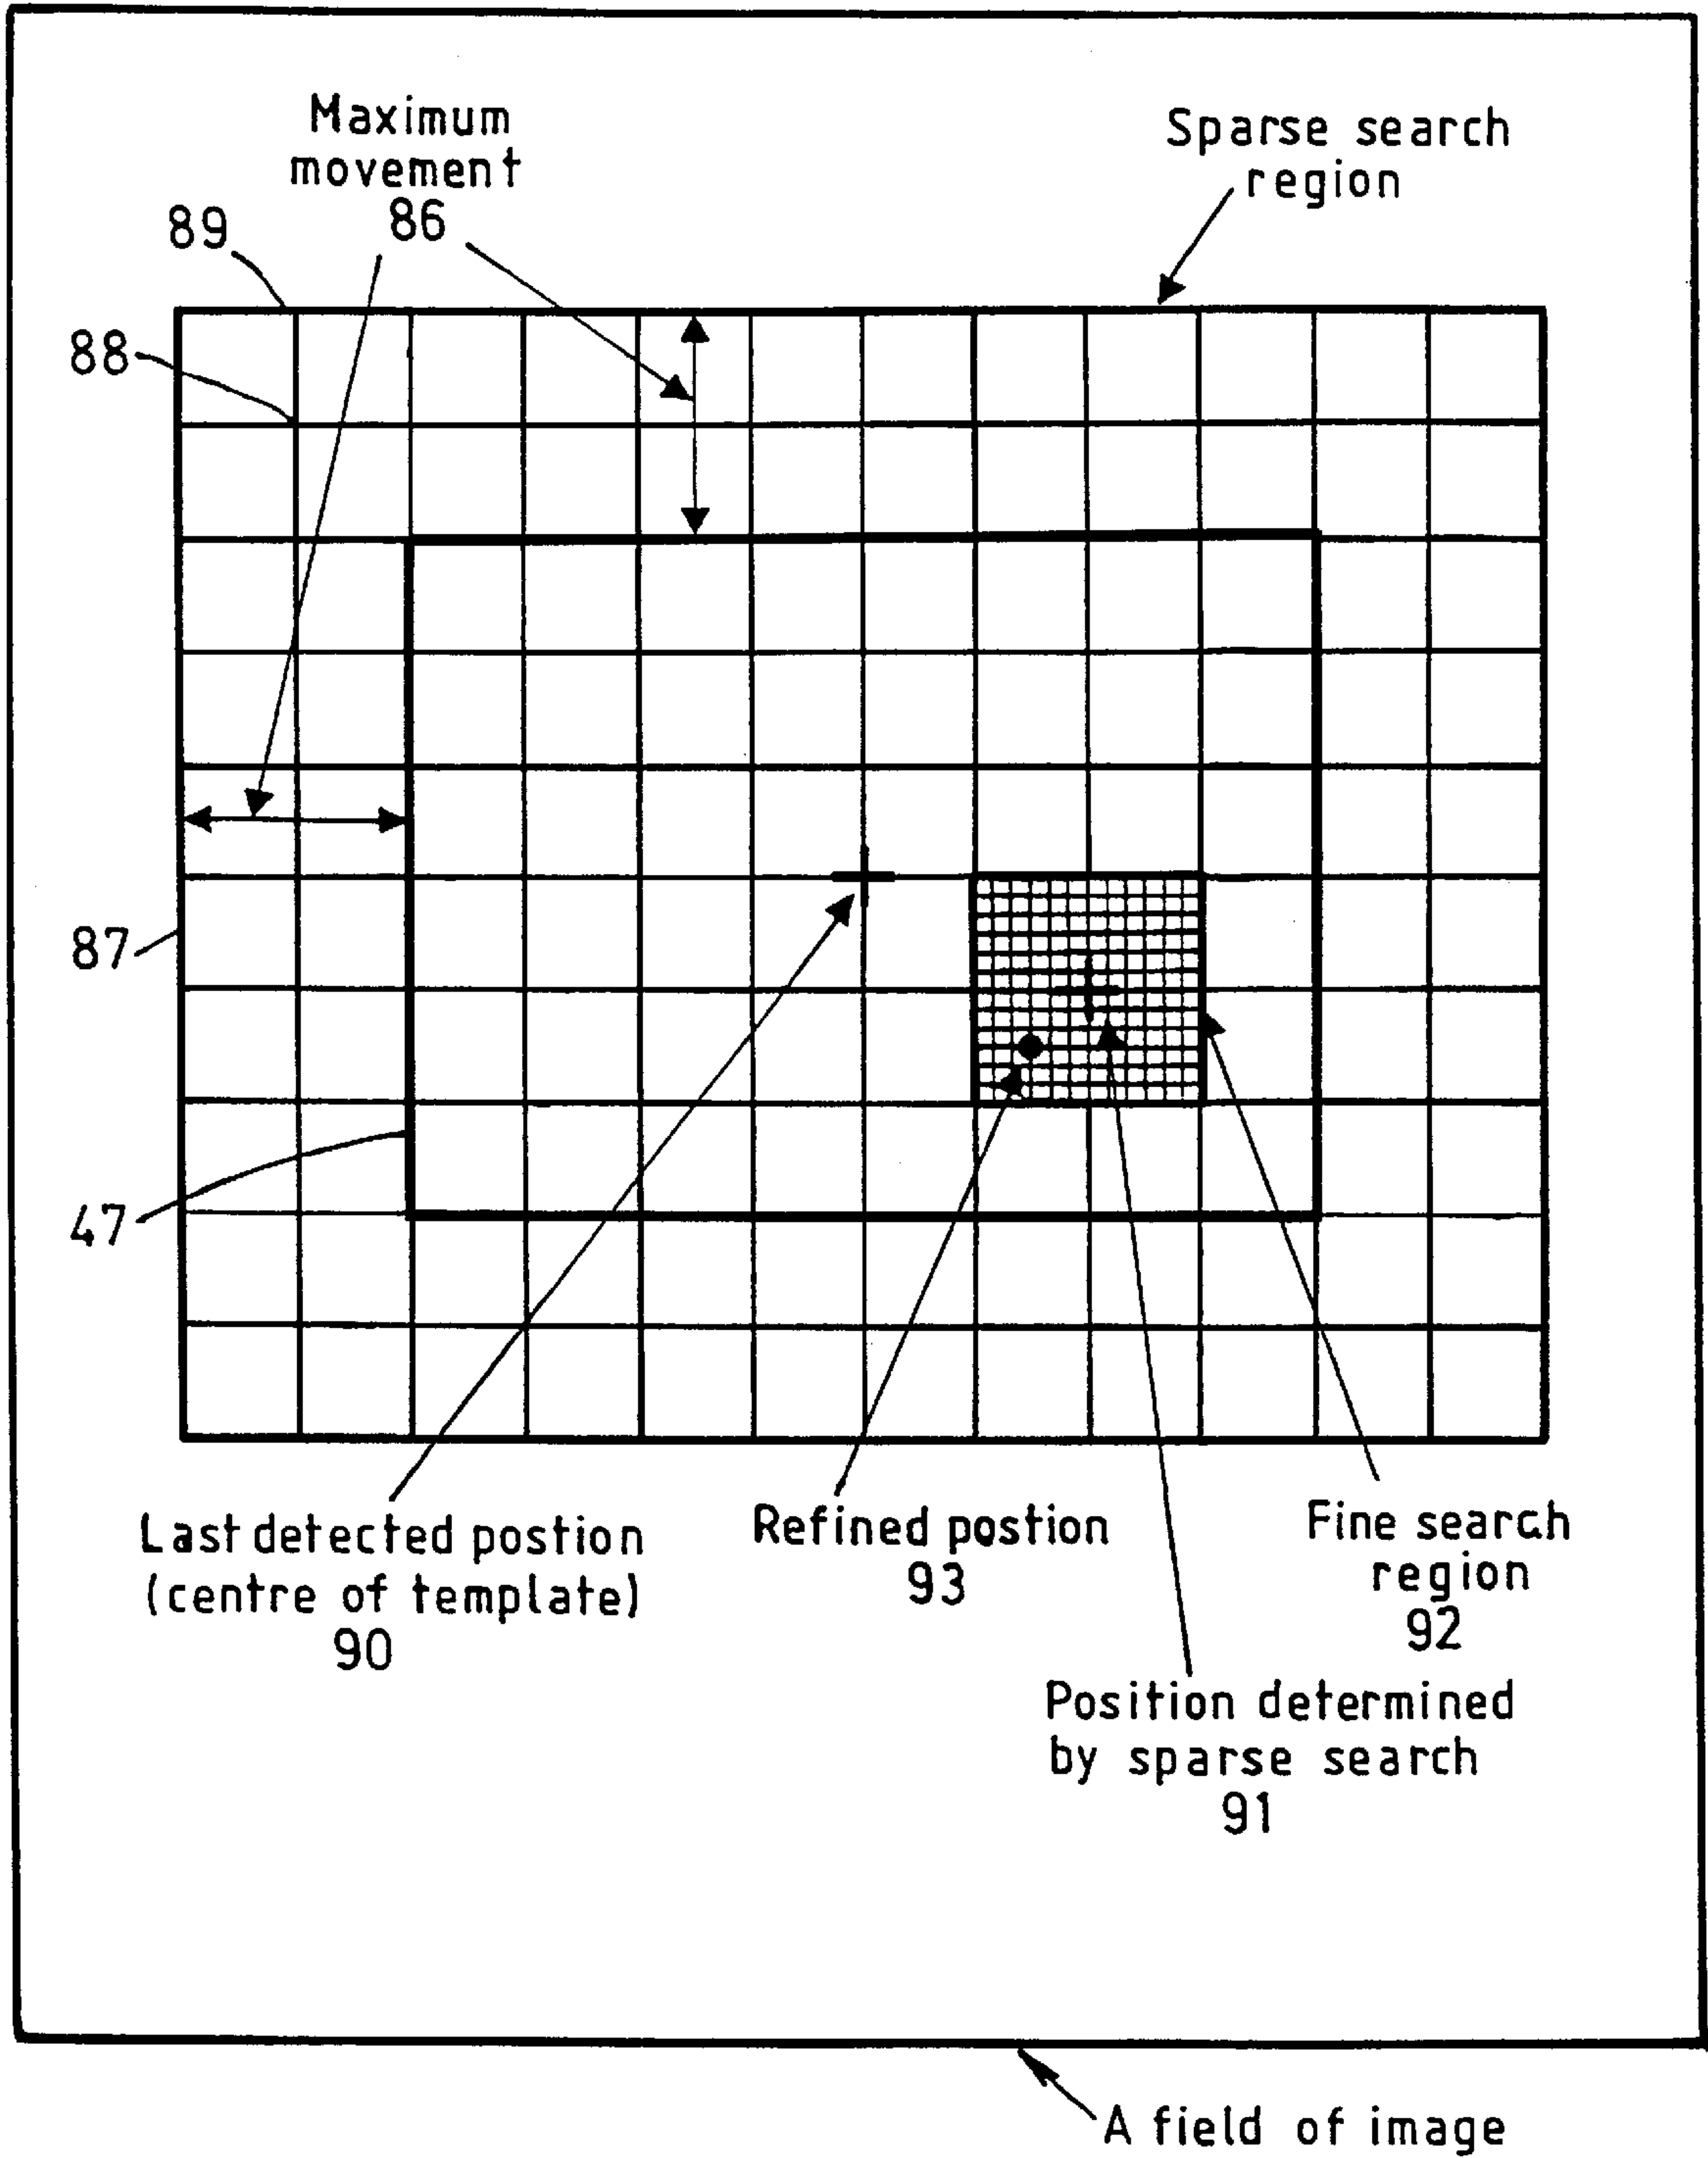 Maximum
movement
86
Sparse search
region
89
88
87
47
Last detected postion
(centre of template)
90
Refined postion
93
Fine search
region
92
Position determined
by sparse search
91
A field of image